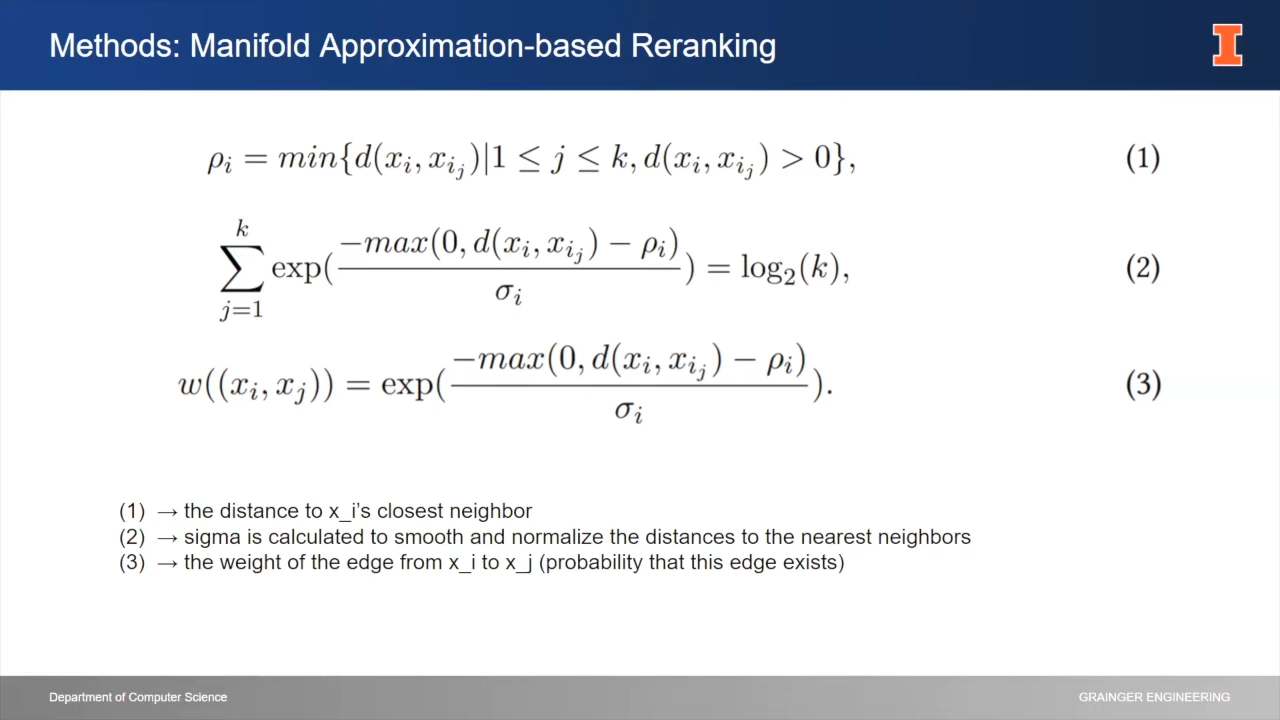 Methods: Manifold Approximation-based Reranking
ρ_i = min{d(x_i, x_{i_j})|1 ≤ j ≤ k, d(x_i, x_{i_j}) > 0}, (1)
\sum_{j=1}^{k} exp(\frac{-max(0, d(x_i, x_{i_j}) − ρ_i)}{σ_i}) = log_2(k), (2)
w((x_i, x_j)) = exp(\frac{-max(0, d(x_i, x_{i_j}) − ρ_i)}{σ_i}). (3)
(1) → the distance to x_i’s closest neighbor
(2) → sigma is calculated to smooth and normalize the distances to the nearest neighbors
(3) → the weight of the edge from x_i to x_j (probability that this edge exists)
Department of Computer Science GRAINGER ENGINEERING